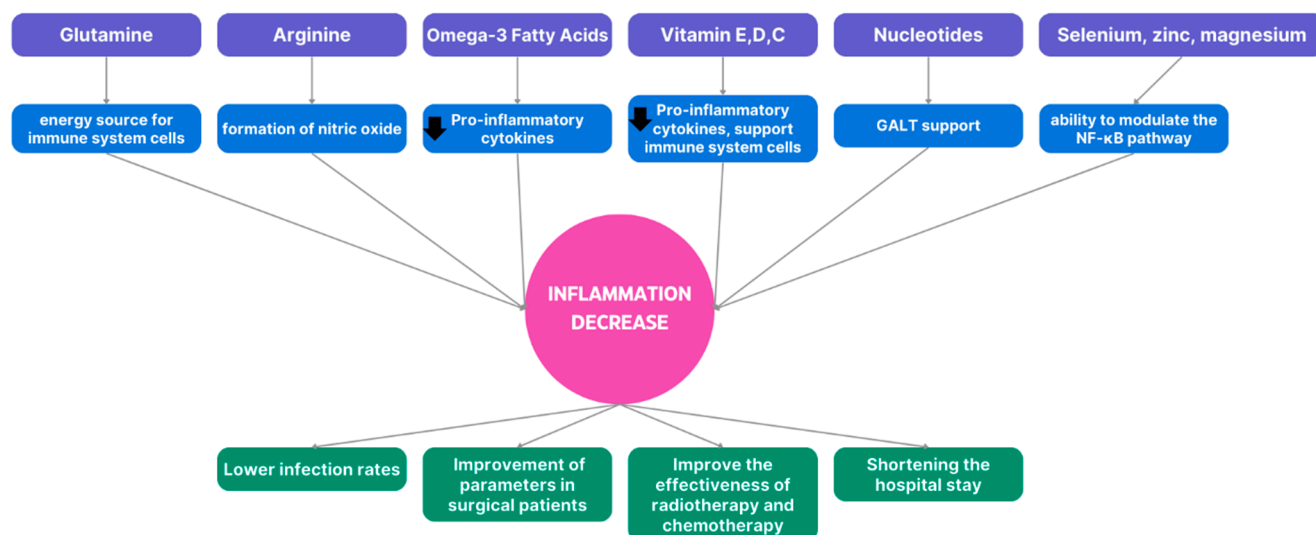 Glutamine
Arginine
Omega-3 Fatty Acids
Vitamin E,D,C
Nucleotides
Selenium, zinc, magnesium
energy source for
immune system cells
formation of nitric oxide
Pro-inflammatory
cytokines
Pro-inflammatory
cytokines, support
immune system cells
GALT support
ability to modulate the
NF-κB pathway
INFLAMMATION
DECREASE
Lower infection rates
Improvement of
parameters in
surgical patients
Improve the
effectiveness of
radiotherapy and
chemotherapy
Shortening the
hospital stay